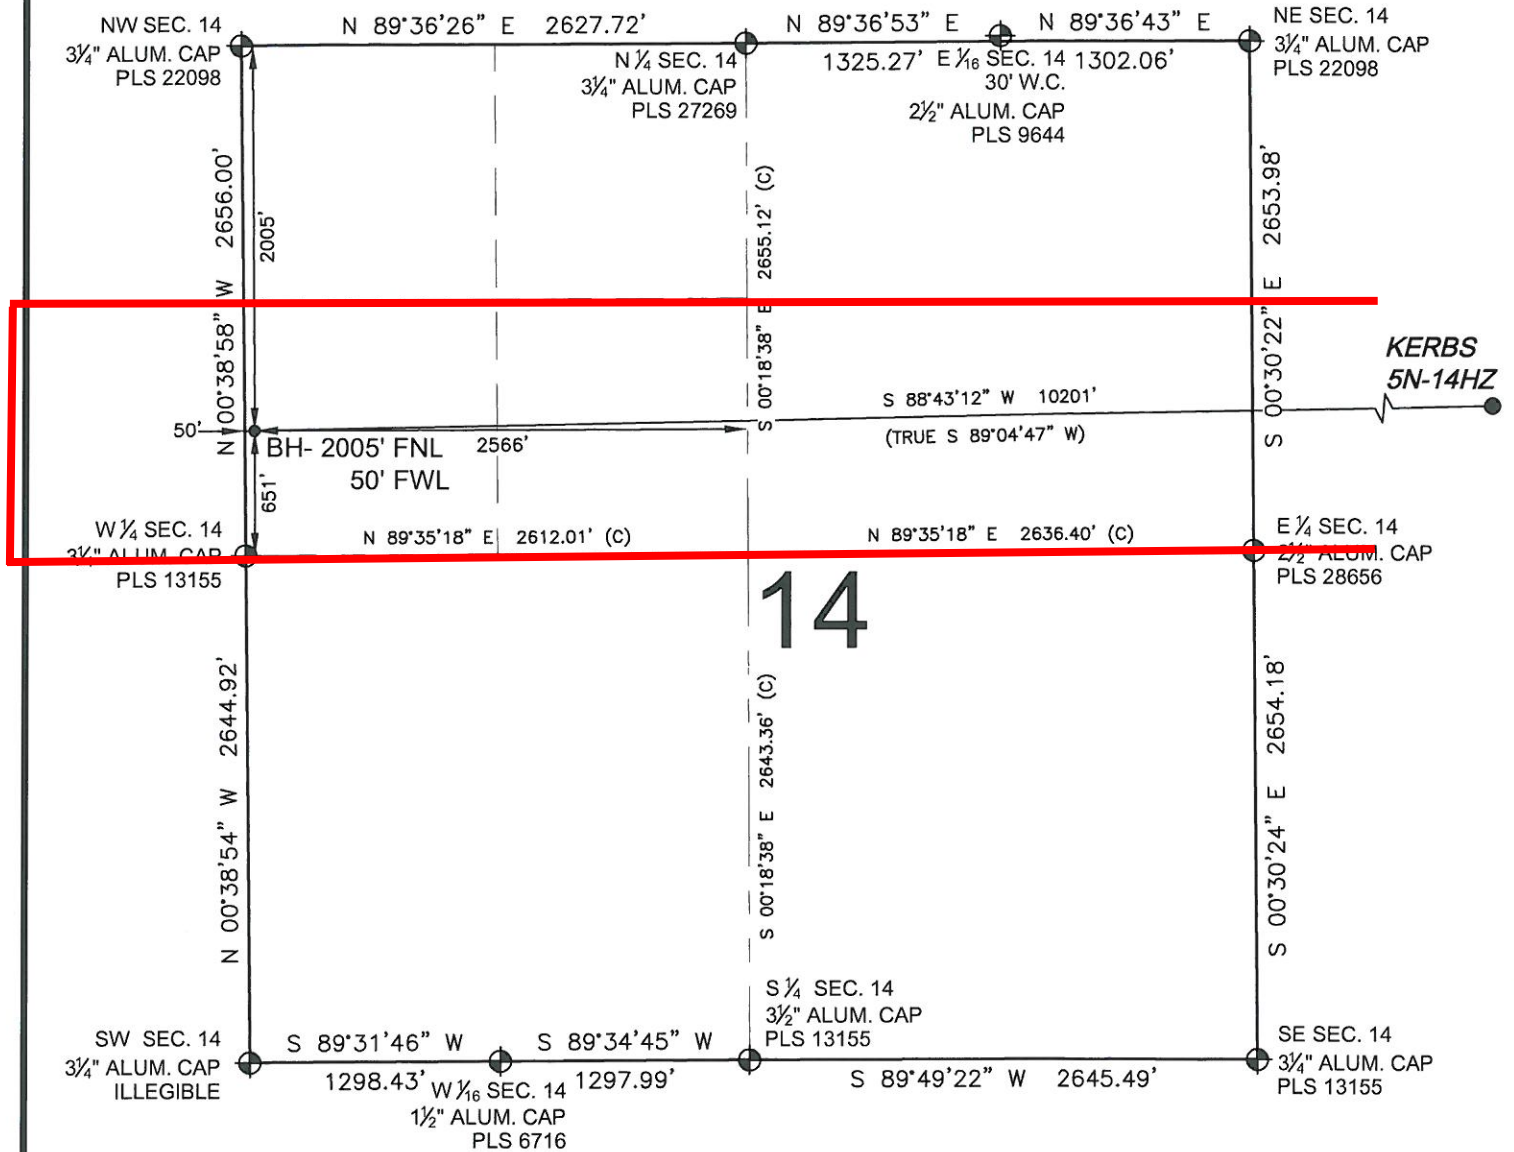 NW SEC. 14
3¼" ALUM. CAP
PLS 22098
N 89°36'26" E 2627.72'
N ¼ SEC. 14
3¼" ALUM. CAP
PLS 27269
N 89°36'53" E
1325.27'
E 1⁄16 SEC. 14
30' W.C.
2½" ALUM. CAP
PLS 9644
N 89°36'43" E
1302.06'
NE SEC. 14
3¼" ALUM. CAP
PLS 22098
N 00°38'58" W 2656.00'
2005'
S 00°18'38" E 2655.12' (C)
S 00°30'22" E 2653.98'
KERBS
5N-14HZ
S 88°43'12" W 10201'
(TRUE S 89°04'47" W)
50'
BH- 2005' FNL
50' FWL
2566'
651'
W ¼ SEC. 14
3¼" ALUM. CAP
PLS 13155
N 89°35'18" E 2612.01' (C)
N 89°35'18" E 2636.40' (C)
E ¼ SEC. 14
2½" ALUM. CAP
PLS 28656
14
N 00°38'54" W 2644.92'
S 00°18'38" E 2643.36' (C)
S 00°30'24" E 2654.18'
SW SEC. 14
3¼" ALUM. CAP
ILLEGIBLE
S 89°31'46" W
1298.43'
W 1⁄16 SEC. 14
1½" ALUM. CAP
PLS 6716
S 89°34'45" W
1297.99'
S ¼ SEC. 14
3½" ALUM. CAP
PLS 13155
S 89°49'22" W 2645.49'
SE SEC. 14
3¼" ALUM. CAP
PLS 13155